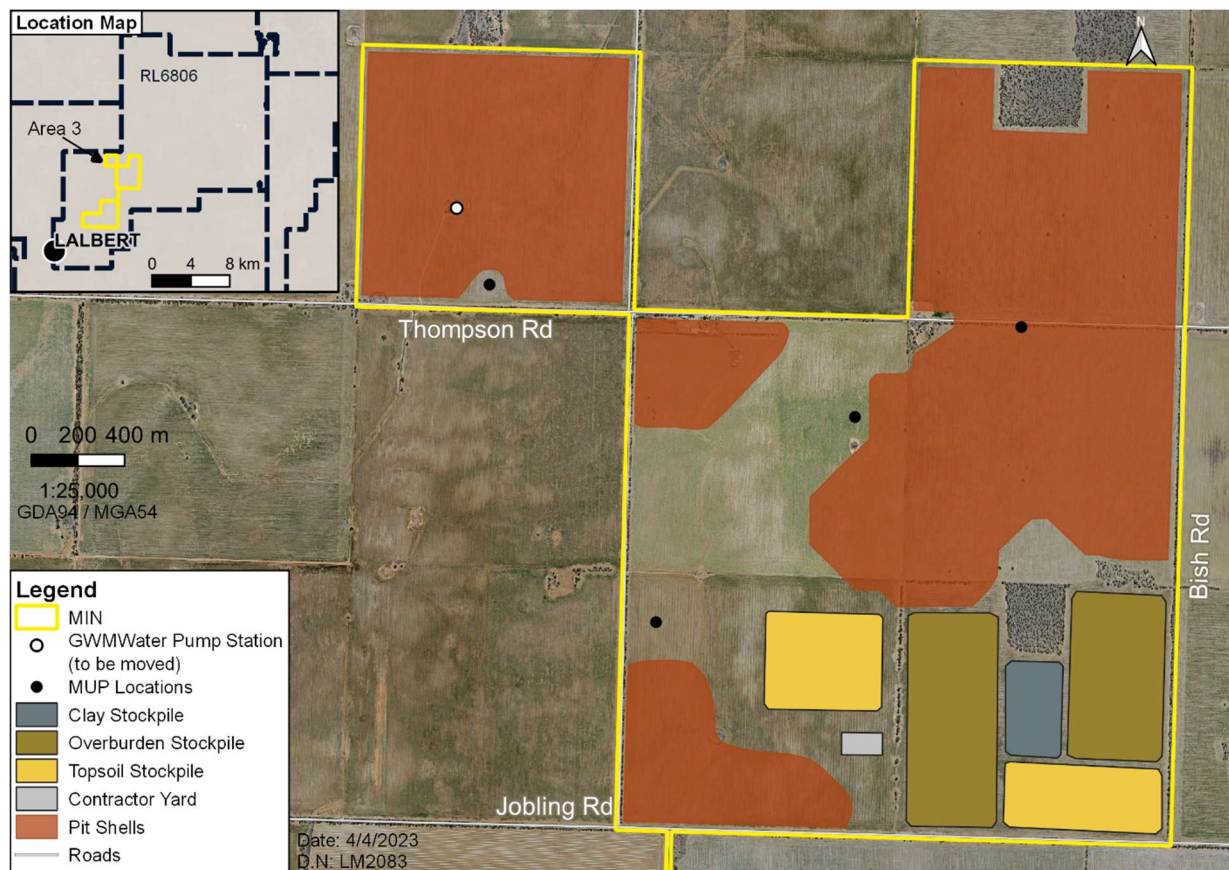 Location Map
RL6806
Area 3
LALBERT
0 4 8 km
N
Thompson Rd
0 200 400 m
1:25,000
GDA94 / MGA54
Bish Rd
Jobling Rd
Date: 4/4/2023
D.N: LM2083
Legend
MIN
GWMWater Pump Station
(to be moved)
MUP Locations
Clay Stockpile
Overburden Stockpile
Topsoil Stockpile
Contractor Yard
Pit Shells
Roads